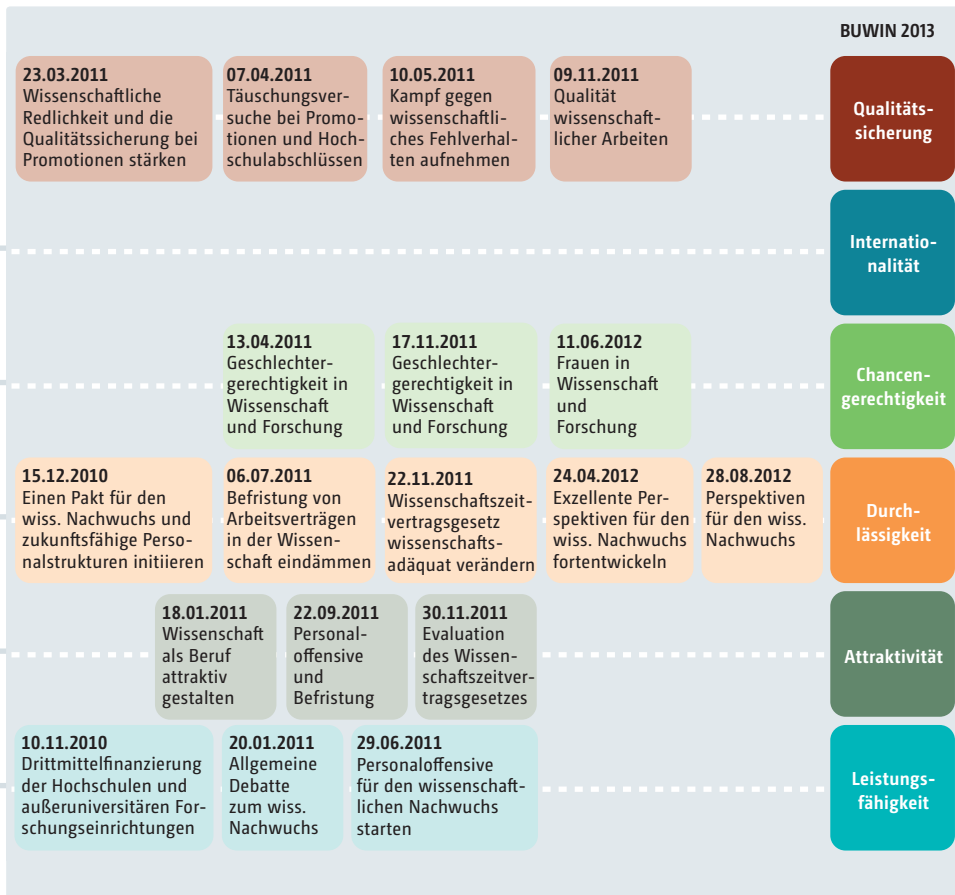 BUWIN 2013
23.03.2011
Wissenschaftliche
Redlichkeit und die
Qualitätssicherung bei
Promotionen stärken
07.04.2011
Täuschungsver-
suche bei Promo-
tionen und Hoch-
schulabschlüssen
10.05.2011
Kampf gegen
wissenschaftli-
ches Fehlverhal-
ten aufnehmen
09.11.2011
Qualität
wissenschaft-
licher Arbeiten
Qualitäts-
sicherung
Internatio-
nalität
13.04.2011
Geschlechter-
gerechtigkeit in
Wissenschaft
und Forschung
17.11.2011
Geschlechter-
gerechtigkeit in
Wissenschaft
und Forschung
11.06.2012
Frauen in
Wissenschaft
und
Forschung
Chancen-
gerechtigkeit
15.12.2010
Einen Pakt für den
wiss. Nachwuchs und
zukunftsfähige Perso-
nalstrukturen initiieren
06.07.2011
Befristung von
Arbeitsverträgen
in der Wissen-
schaft eindämmen
22.11.2011
Wissenschaftszeit-
vertragsgesetz
wissenschafts-
adäquat verändern
24.04.2012
Exzellente Per-
spektiven für den
wiss. Nachwuchs
fortentwickeln
28.08.2012
Perspektiven
für den wiss.
Nachwuchs
Durch-
lässigkeit
18.01.2011
Wissenschaft
als Beruf
attraktiv
gestalten
22.09.2011
Personal-
offensive
und
Befristung
30.11.2011
Evaluation
des Wissen-
schaftszeitver-
tragsgesetzes
Attraktivität
10.11.2010
Drittmittelfinanzierung
der Hochschulen und
außeruniversitären For-
schungseinrichtungen
20.01.2011
Allgemeine
Debatte
zum wiss.
Nachwuchs
29.06.2011
Personaloffensive
für den wissenschaft-
lichen Nachwuchs
starten
Leistungs-
fähigkeit